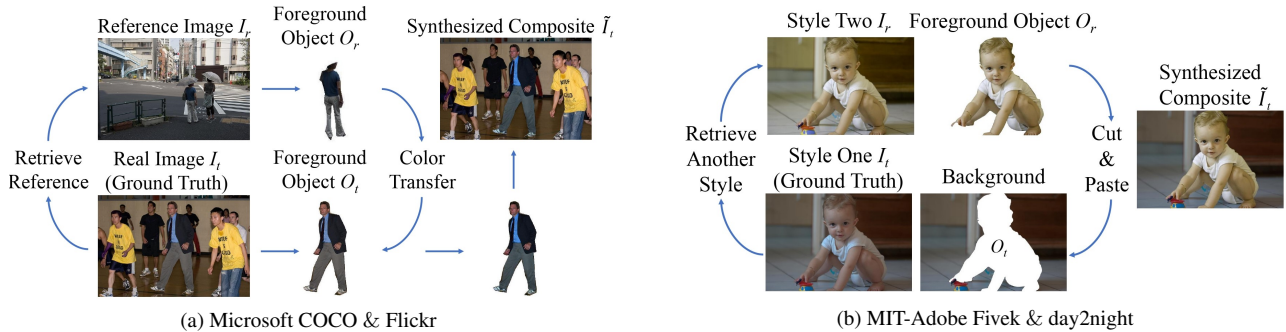 Reference Image I_r
Foreground
Object O_r
Synthesized Composite Ĩ_t
Retrieve
Reference
Real Image I_t
(Ground Truth)
Foreground
Object O_t
Color
Transfer
(a) Microsoft COCO & Flickr
Style Two I_r
Foreground Object O_r
Synthesized
Composite Ĩ_t
Retrieve
Another
Style
Cut
&
Paste
Style One I_t
(Ground Truth)
Background
O_t
(b) MIT-Adobe Fivek & day2night